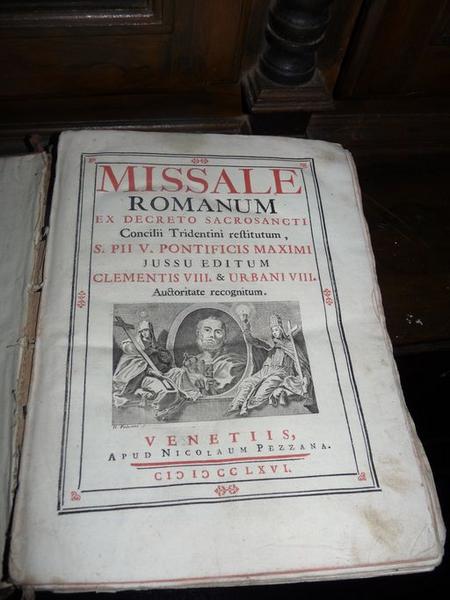 MISSALE
ROMANUM
EX DECRETO SACROSANCTI
Concilii Tridentini reſtitutum,
S. PII V. PONTIFICIS MAXIMI
JUSSU EDITUM
CLEMENTIS VIII. & URBANI VIII.
Auctoritate recognitum.
VENETIIS,
APUD NICOLAUM PEZZANA.
CIↃIↃCCLXVI.